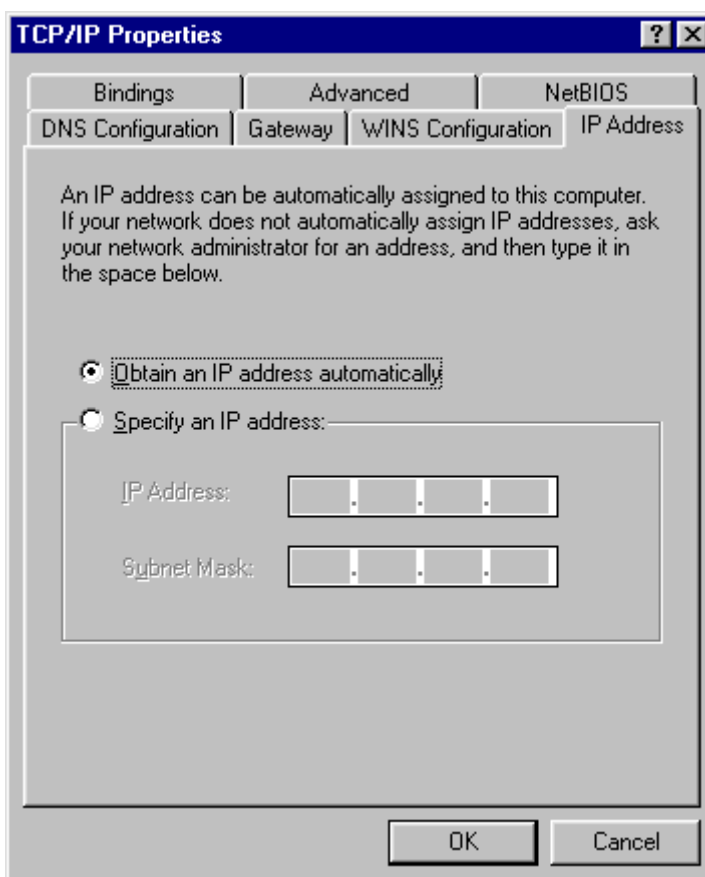 TCP/IP Properties
Bindings Advanced NetBIOS
DNS Configuration Gateway WINS Configuration IP Address
An IP address can be automatically assigned to this computer.
If your network does not automatically assign IP addresses, ask
your network administrator for an address, and then type it in
the space below.
Obtain an IP address automatically
Specify an IP address:
IP Address: . . .
Subnet Mask: . . .
OK Cancel